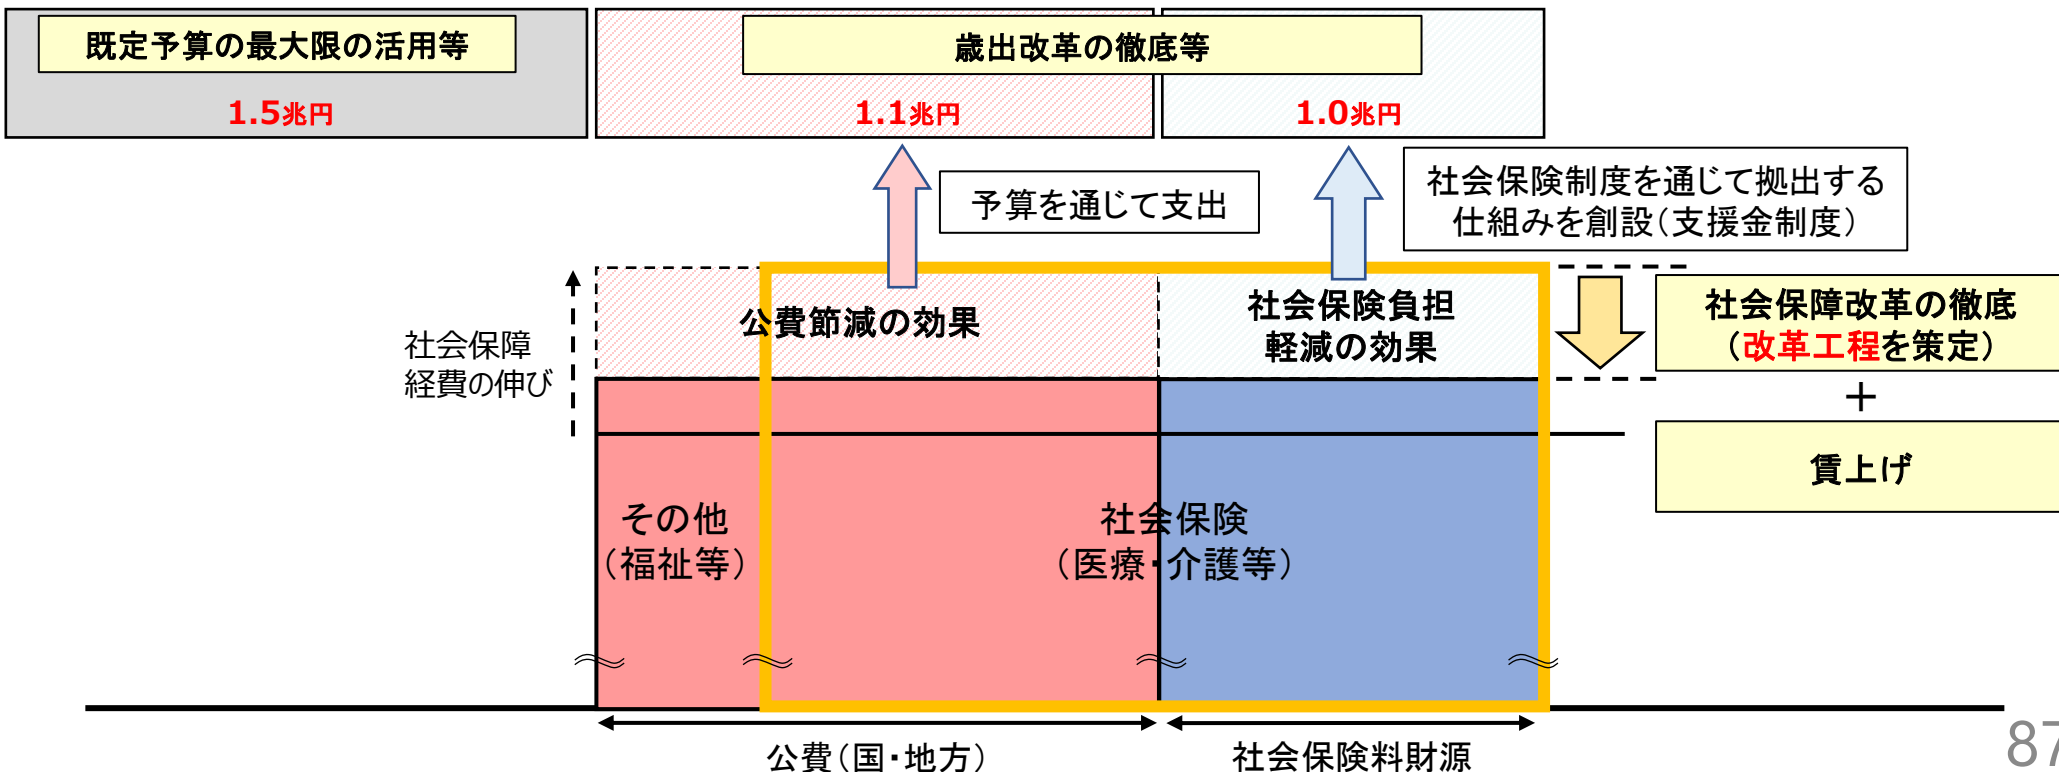 既定予算の最大限の活用等
1.5兆円
歳出改革の徹底等
1.1兆円
1.0兆円
予算を通じて支出
社会保険制度を通じて拠出する
仕組みを創設(支援金制度)
社会保障
経費の伸び
公費節減の効果
社会保険負担
軽減の効果
社会保障改革の徹底
(改革工程を策定)
+
賃上げ
その他
(福祉等)
社会保険
(医療・介護等)
公費(国・地方)
社会保険料財源
87